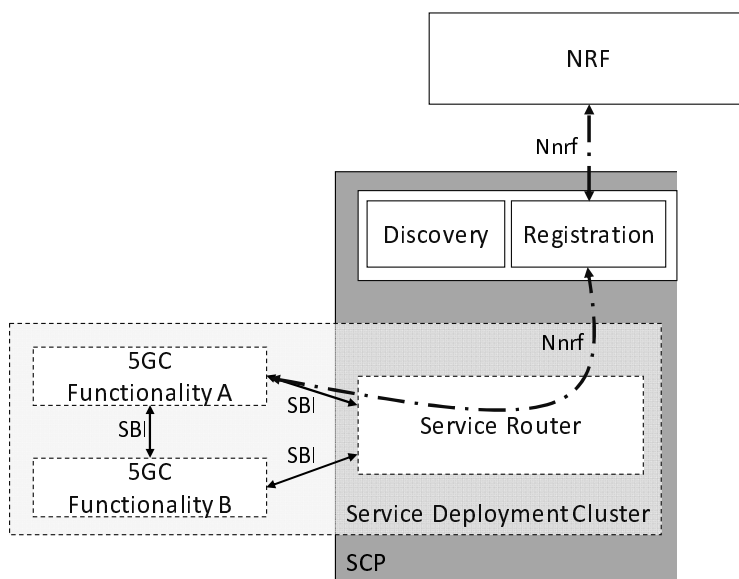 NRF
Nnrf
Discovery
Registration
Nnrf
5GC
Functionality A
SBI
SBI
Service Router
SBI
5GC
Functionality B
Service Deployment Cluster
SCP